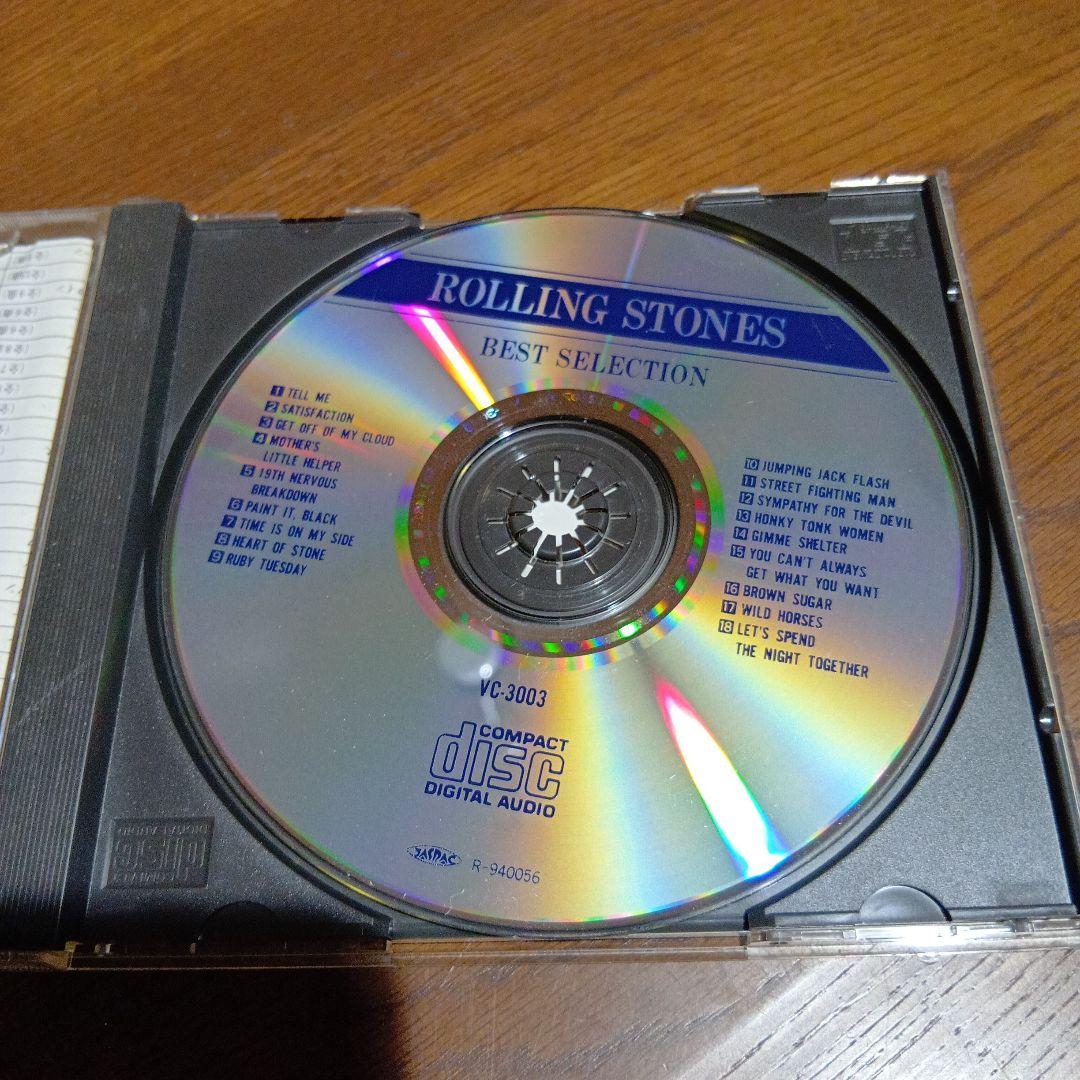 ROLLING STONES
BEST SELECTION
1 TELL ME
2 SATISFACTION
3 GET OFF OF MY CLOUD
4 MOTHER'S
LITTLE HELPER
5 19TH NERVOUS
BREAKDOWN
6 PAINT IT, BLACK
7 TIME IS ON MY SIDE
8 HEART OF STONE
9 RUBY TUESDAY
10 JUMPING JACK FLASH
11 STREET FIGHTING MAN
12 SYMPATHY FOR THE DEVIL
13 HONKY TONK WOMEN
14 GIMME SHELTER
15 YOU CAN'T ALWAYS
GET WHAT YOU WANT
16 BROWN SUGAR
17 WILD HORSES
18 LET'S SPEND
THE NIGHT TOGETHER
VC-3003
COMPACT
disc
DIGITAL AUDIO
JASRAC
R-940056